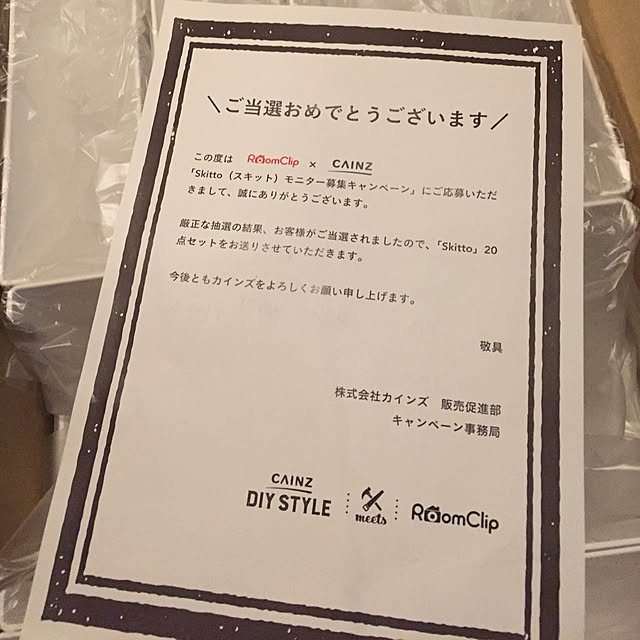 ＼ご当選おめでとうございます／
この度は RoomClip × CAINZ
「Skitto（スキット）モニター募集キャンペーン」にご応募いただ
きまして、誠にありがとうございます。
厳正な抽選の結果、お客様がご当選されましたので、「Skitto」20
点セットをお送りさせていただきます。
今後ともカインズをよろしくお願い申し上げます。
敬具
株式会社カインズ 販売促進部
キャンペーン事務局
CAINZ
DIY STYLE meets RoomClip